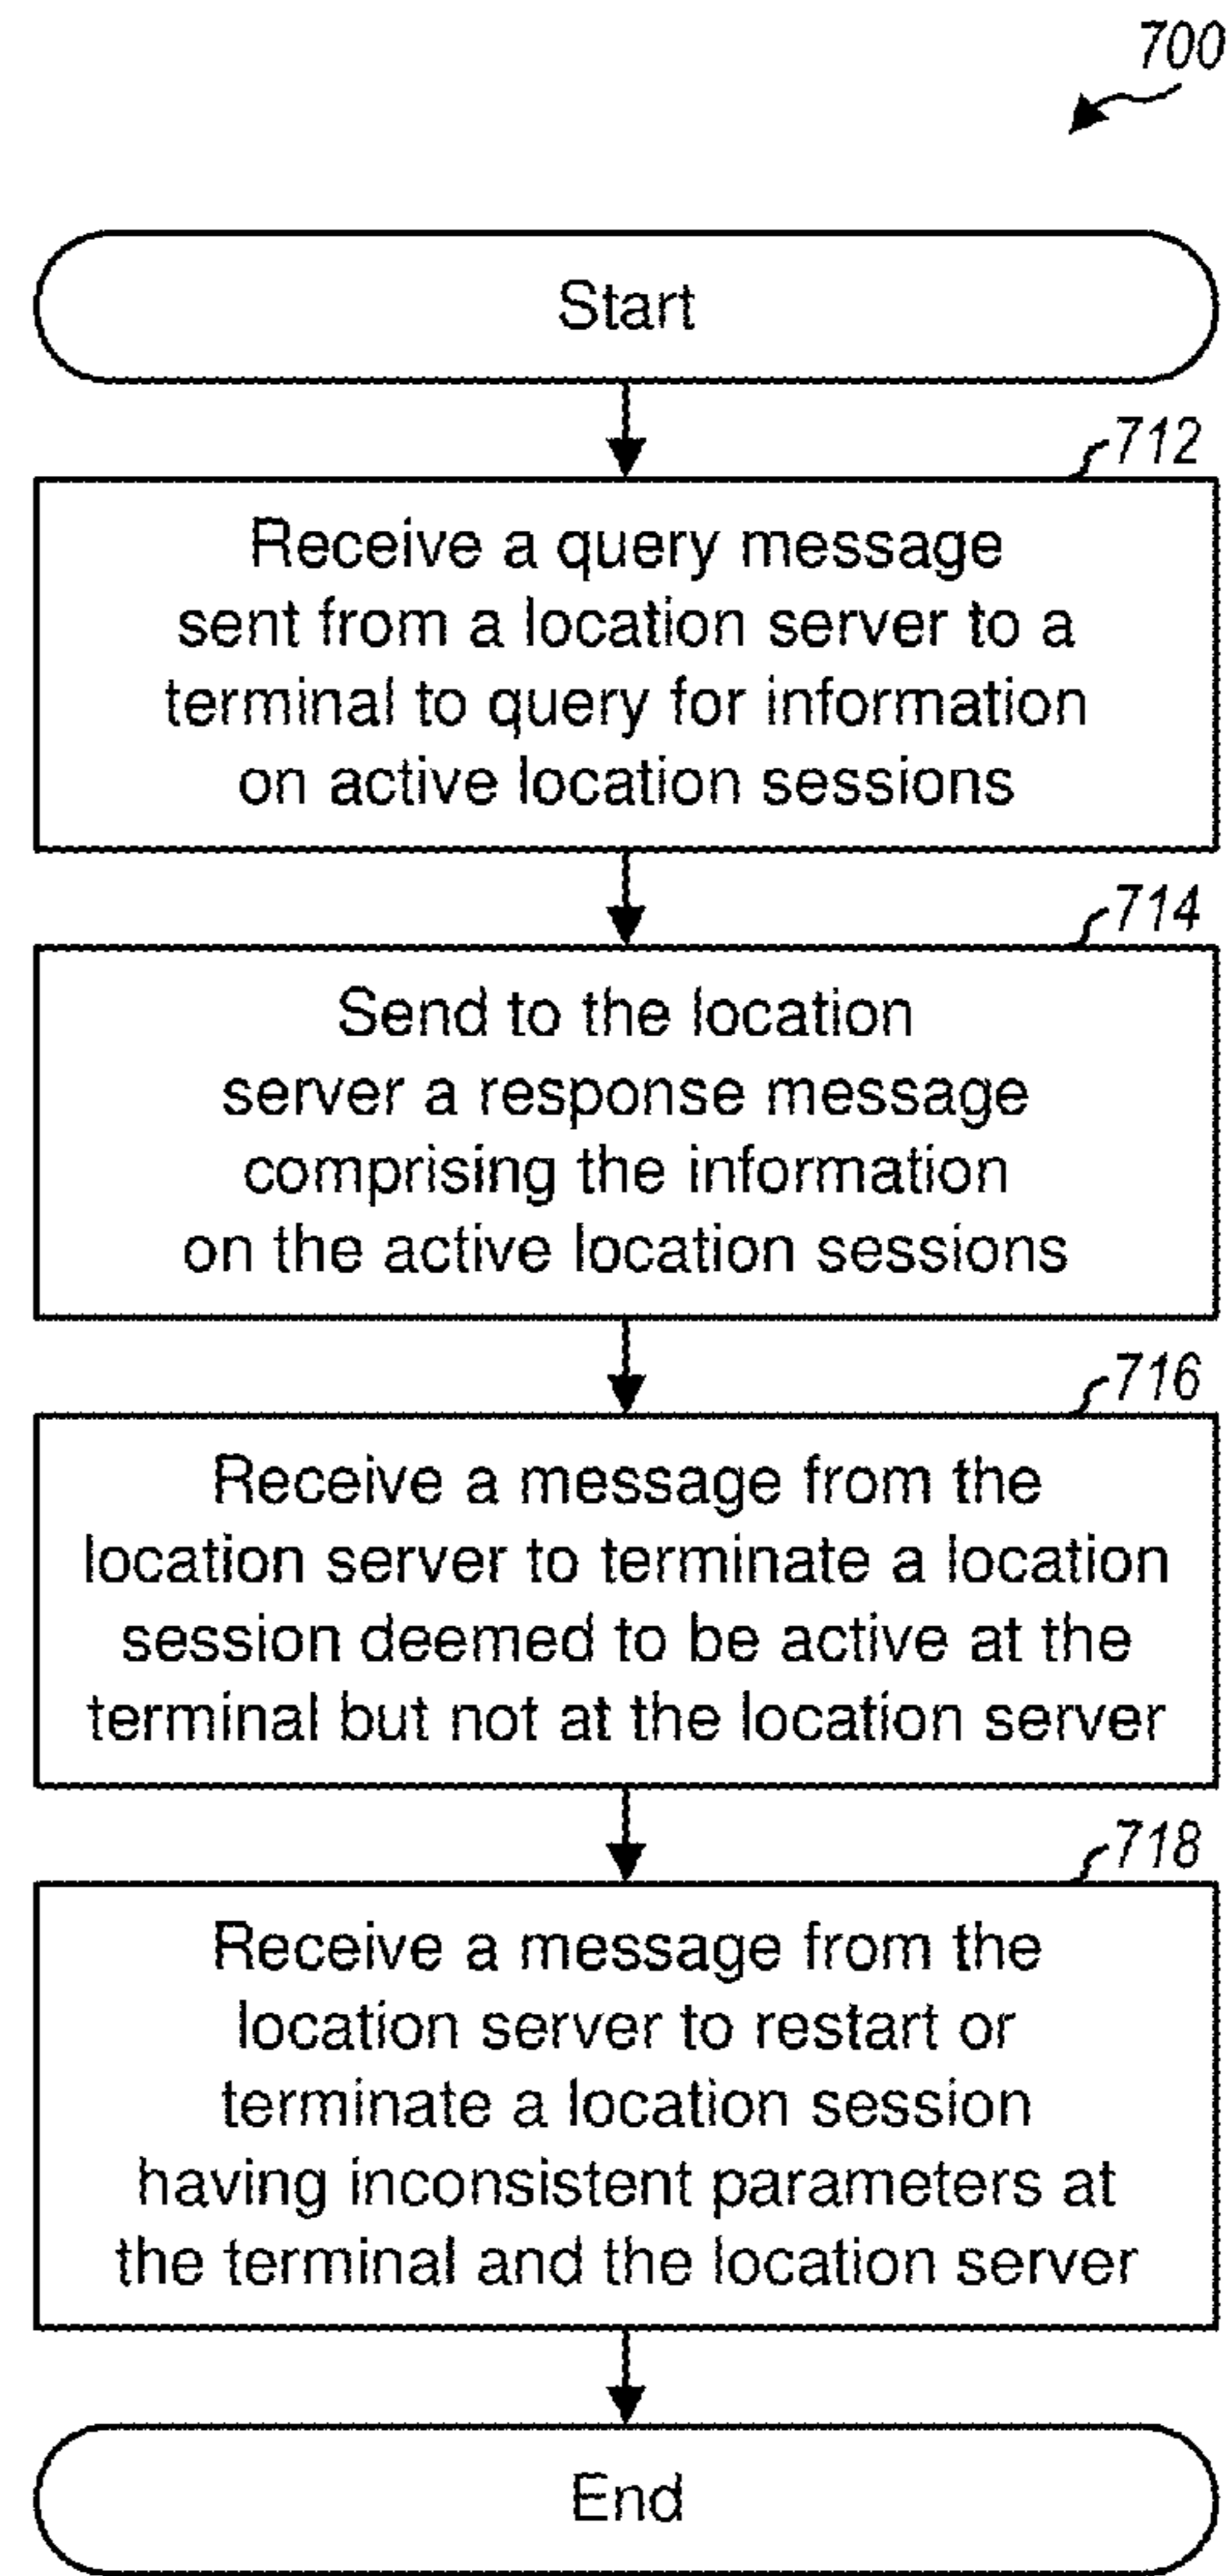 700
Start
712
Receive a query message
sent from a location server to a
terminal to query for information
on active location sessions
714
Send to the location
server a response message
comprising the information
on the active location sessions
716
Receive a message from the
location server to terminate a location
session deemed to be active at the
terminal but not at the location server
718
Receive a message from the
location server to restart or
terminate a location session
having inconsistent parameters at
the terminal and the location server
End